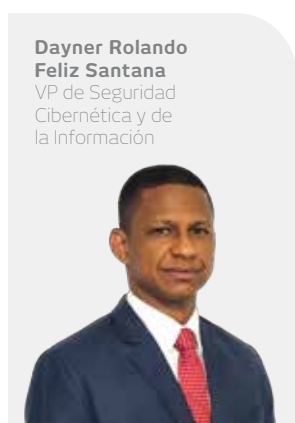 Dayner Rolando
Feliz Santana
VP de Seguridad
Cibernética y de
la Información